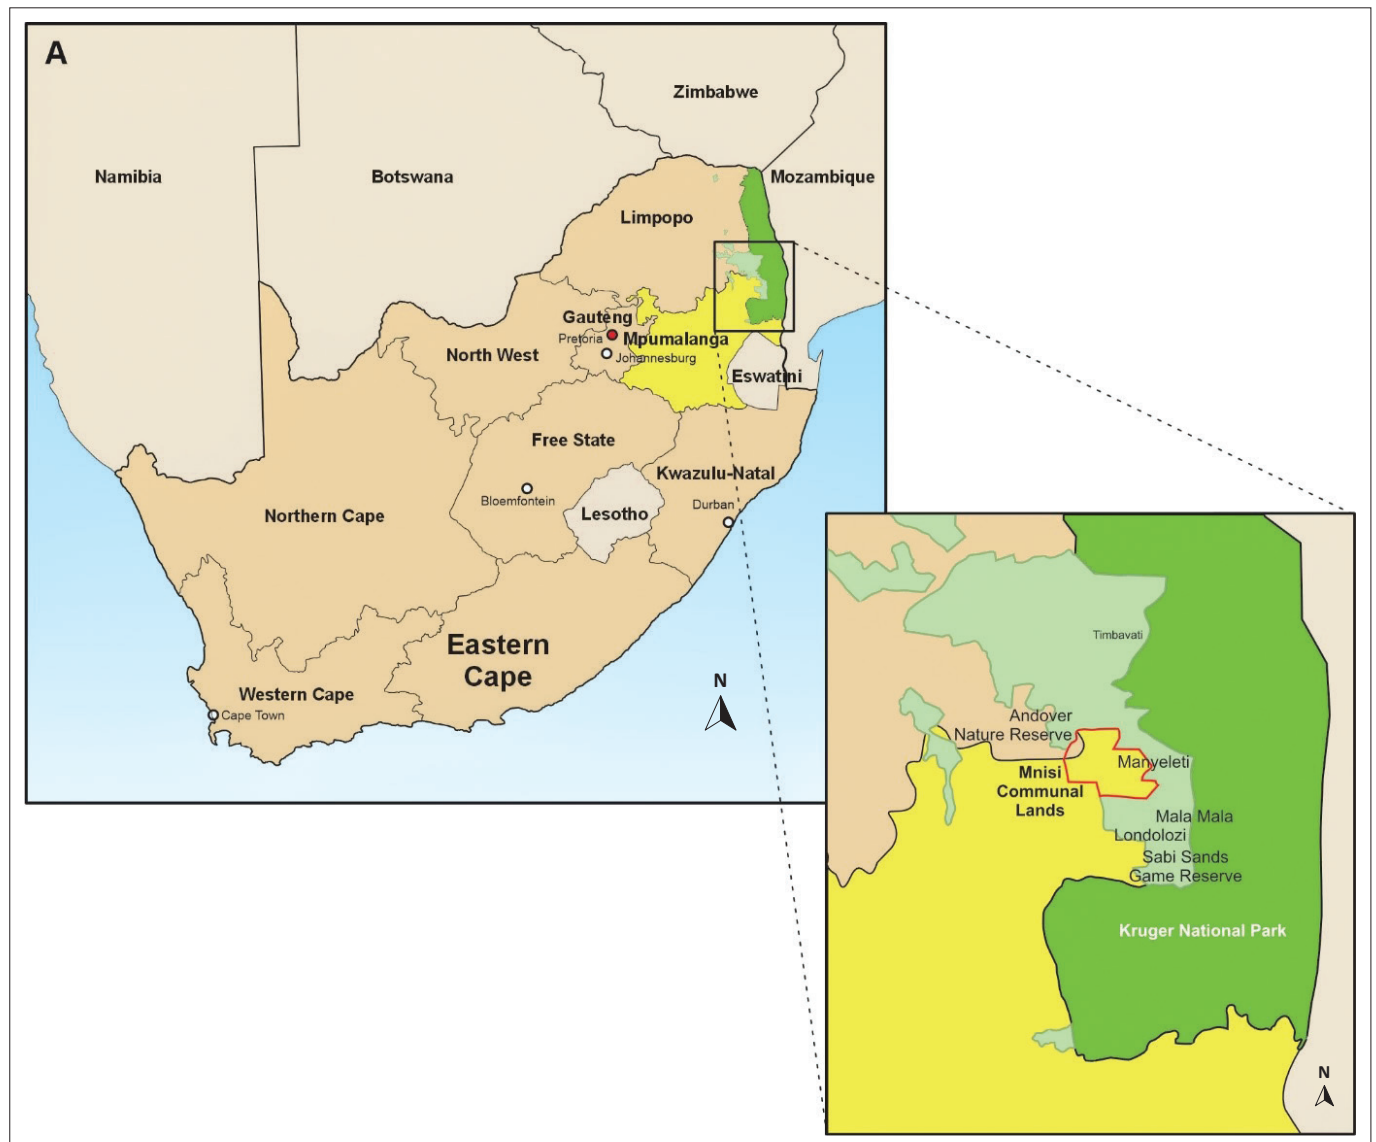 A
Zimbabwe
Namibia
Botswana
Mozambique
Limpopo
Gauteng
Pretoria
Mpumalanga
North West
Johannesburg
Eswatini
Free State
Kwazulu-Natal
Bloemfontein
Durban
Northern Cape
Lesotho
Eastern
Cape
Western Cape
Cape Town
N
Timbavati
Andover
Nature Reserve
Manyeleti
Mnisi
Communal
Lands
Mala Mala
Londolozi
Sabi Sands
Game Reserve
Kruger National Park
N